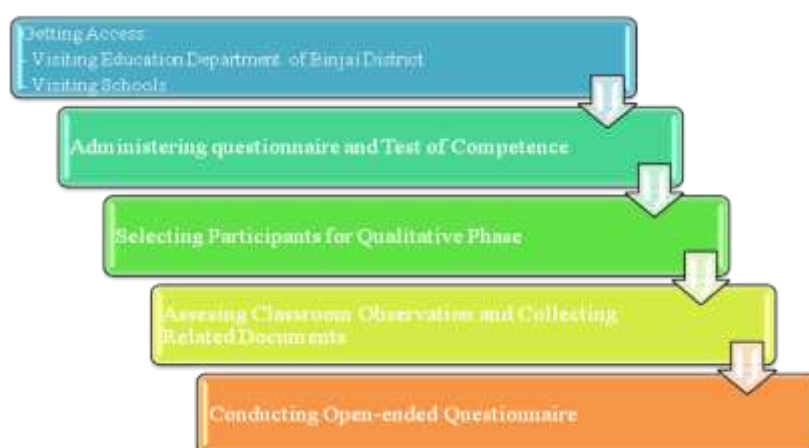 Getting Access:
- Visiting Education Department of Binjai District
- Visiting Schools
Administering questionnaire and Test of Competence
Selecting Participants for Qualitative Phase
Assesing Classroom Observation and Collecting
Related Documents
Conducting Open-ended Questionnaire